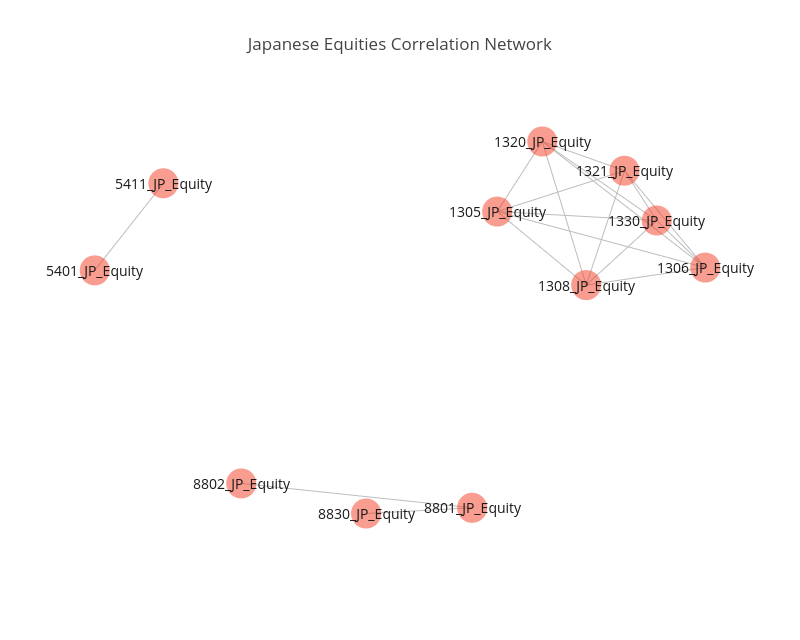 Japanese Equities Correlation Network
1320_JP_Equity
1321_JP_Equity
5411_JP_Equity
1305_JP_Equity
1330_JP_Equity
1306_JP_Equity
5401_JP_Equity
1308_JP_Equity
8802_JP_Equity
8801_JP_Equity
8830_JP_Equity